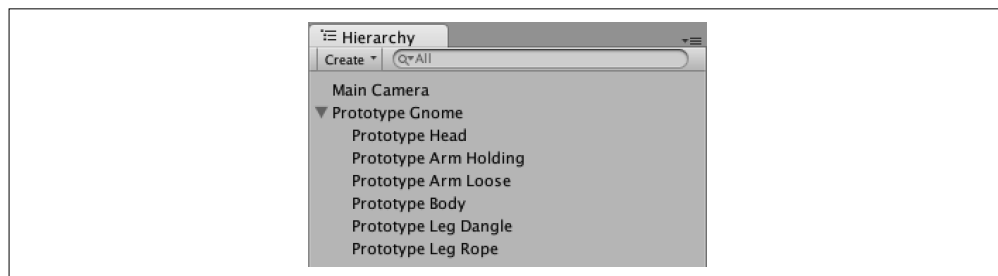 Hierarchy
Create All
Main Camera
Prototype Gnome
Prototype Head
Prototype Arm Holding
Prototype Arm Loose
Prototype Body
Prototype Leg Dangle
Prototype Leg Rope